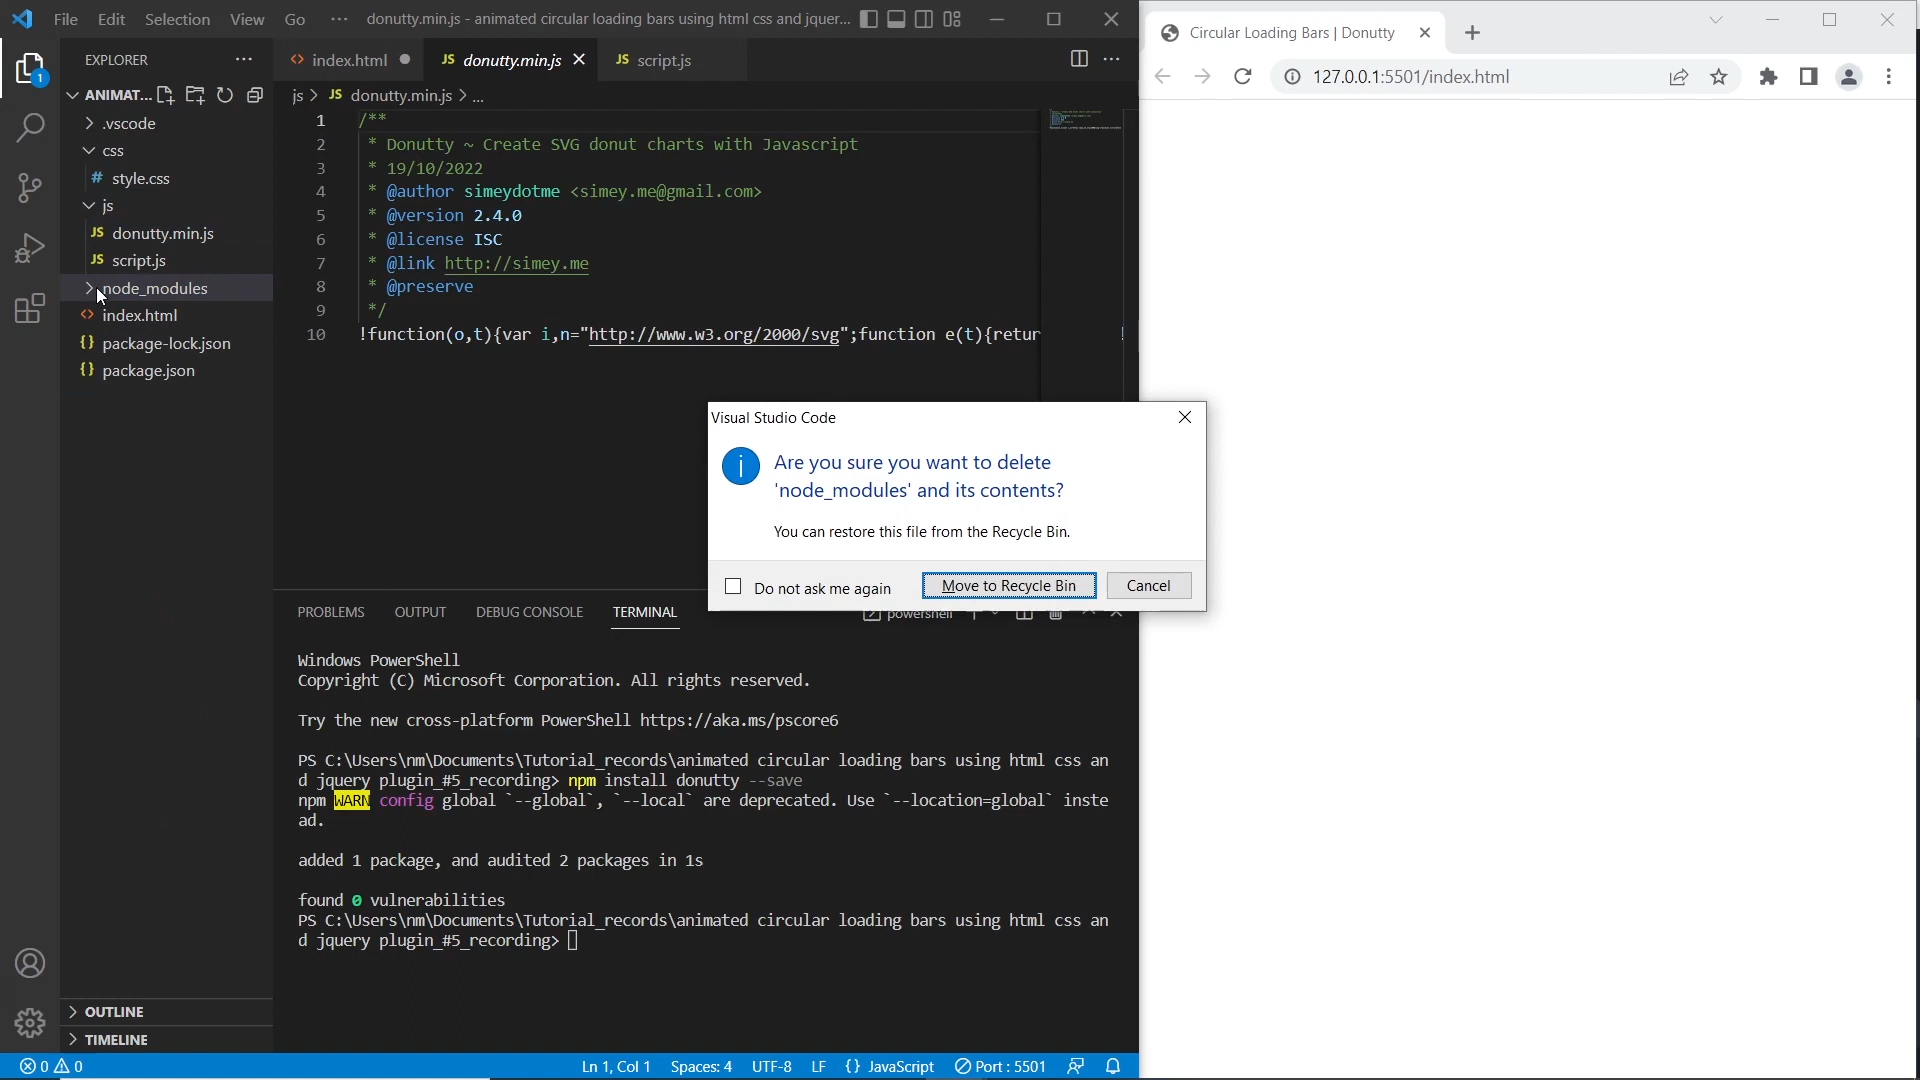 File Edit Selection View Go ··· donutty.min.js - animated circular loading bars using html css and jquer...
EXPLORER
index.html
JS donutty.min.js
JS script.js
js > JS donutty.min.js > ...
ANIMAT...
.vscode
css
# style.css
js
JS donutty.min.js
JS script.js
node_modules
<> index.html
{} package-lock.json
{} package.json
1
1 /**
2 * Donutty ~ Create SVG donut charts with Javascript
3 * 19/10/2022
4 * @author simeydotme <simey.me@gmail.com>
5 * @version 2.4.0
6 * @license ISC
7 * @link http://simey.me
8 * @preserve
9 */
10 !function(o,t){var i,n="http://www.w3.org/2000/svg";function e(t){retur
Visual Studio Code
Are you sure you want to delete
'node_modules' and its contents?
You can restore this file from the Recycle Bin.
Do not ask me again
Move to Recycle Bin
Cancel
PROBLEMS OUTPUT DEBUG CONSOLE TERMINAL
powershell
Windows PowerShell
Copyright (C) Microsoft Corporation. All rights reserved.
Try the new cross-platform PowerShell https://aka.ms/pscore6
PS C:\Users\nm\Documents\Tutorial_records\animated circular loading bars using html css an
d jquery plugin_#5_recording> npm install donutty --save
npm WARN config global `--global`, `--local` are deprecated. Use `--location=global` inste
ad.
added 1 package, and audited 2 packages in 1s
found 0 vulnerabilities
PS C:\Users\nm\Documents\Tutorial_records\animated circular loading bars using html css an
d jquery plugin_#5_recording>
OUTLINE
TIMELINE
0 0
Ln 1, Col 1 Spaces: 4 UTF-8 LF {} JavaScript Port : 5501
Circular Loading Bars | Donutty
127.0.0.1:5501/index.html